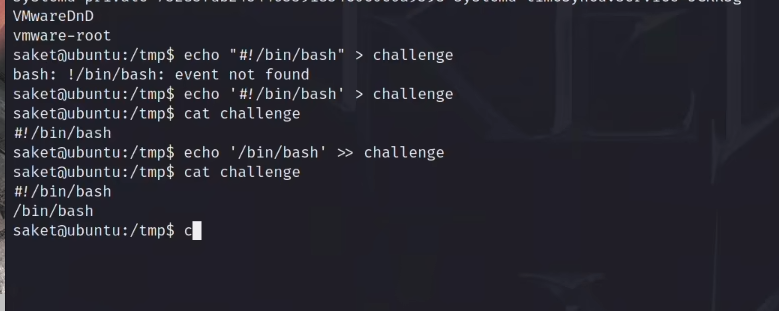 VMwareDnD
vmware-root
saket@ubuntu:/tmp$ echo "#!/bin/bash" > challenge
bash: !/bin/bash: event not found
saket@ubuntu:/tmp$ echo '#!/bin/bash' > challenge
saket@ubuntu:/tmp$ cat challenge
#!/bin/bash
saket@ubuntu:/tmp$ echo '/bin/bash' >> challenge
saket@ubuntu:/tmp$ cat challenge
#!/bin/bash
/bin/bash
saket@ubuntu:/tmp$ c